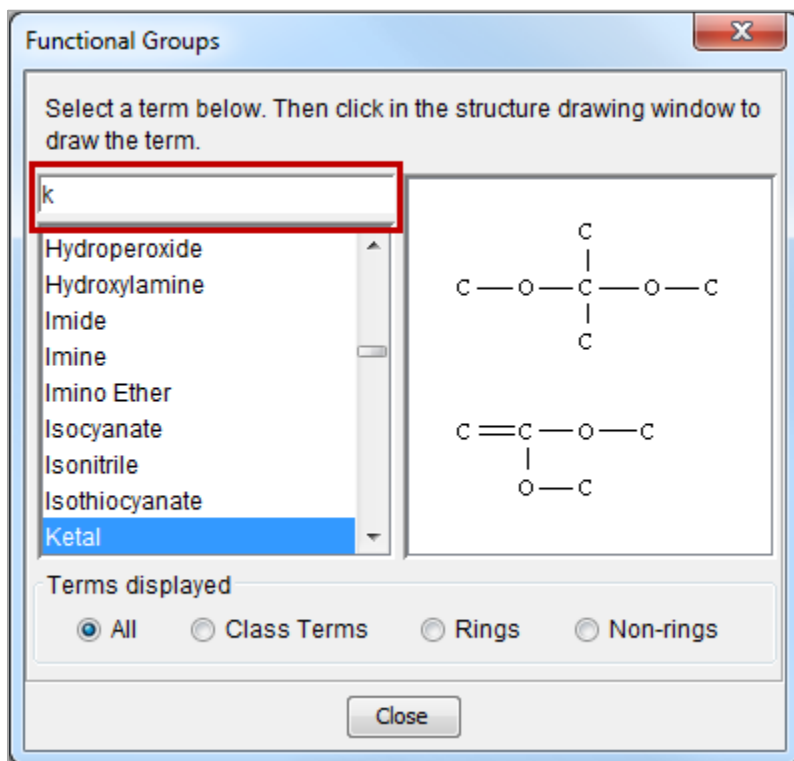 Functional Groups
X
Select a term below. Then click in the structure drawing window to
draw the term.
k
Hydroperoxide
Hydroxylamine
Imide
Imine
Imino Ether
Isocyanate
Isonitrile
Isothiocyanate
Ketal
C
C — O — C — O — C
C
C = C — O — C
O — C
Terms displayed
All Class Terms Rings Non-rings
Close